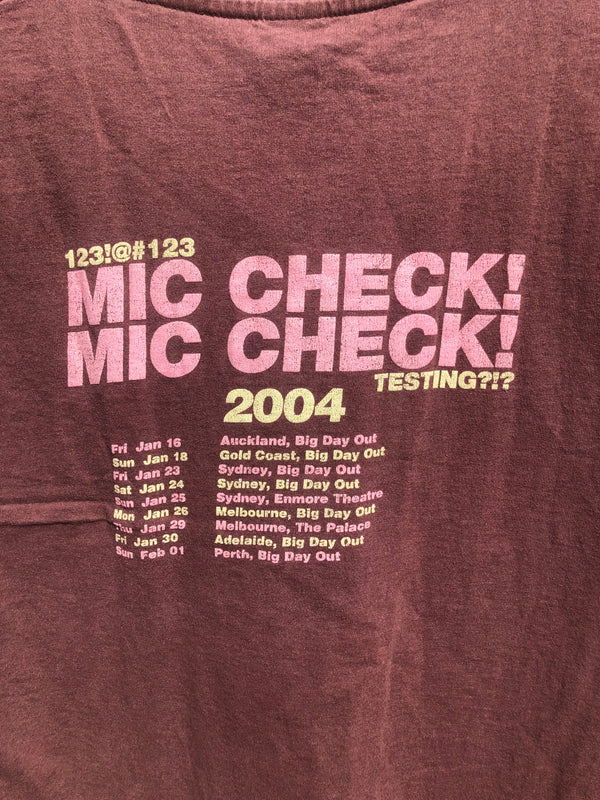 123!@#123
MIC CHECK!
MIC CHECK!
TESTING?!?
2004
Fri Jan 16 Auckland, Big Day Out
Sun Jan 18 Gold Coast, Big Day Out
Fri Jan 23 Sydney, Big Day Out
Sat Jan 24 Sydney, Big Day Out
Sun Jan 25 Sydney, Enmore Theatre
Mon Jan 26 Melbourne, Big Day Out
Thu Jan 29 Melbourne, The Palace
Fri Jan 30 Adelaide, Big Day Out
Sun Feb 01 Perth, Big Day Out